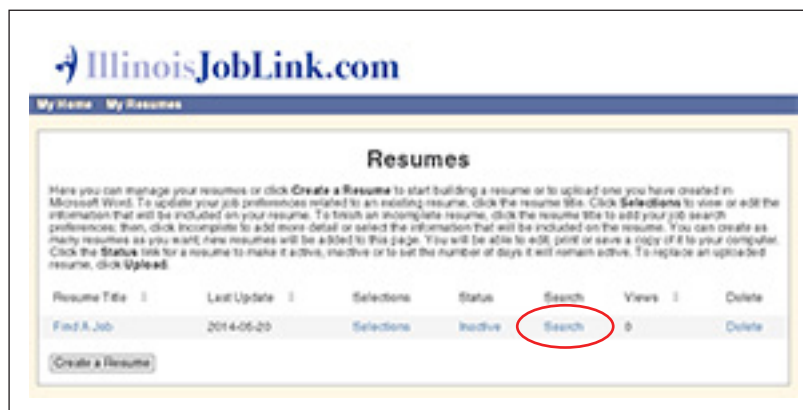 IllinoisJobLink.com
My Home My Resumes
Resumes
Here you can manage your resumes or click Create a Resume to start building a resume or to upload one you have created in
Microsoft Word. To update your job preferences related to an existing resume, click the resume title. Click Selections to view or edit the
information that will be included on your resume. To finish an incomplete resume, click the resume title to add your job search
preferences; then, click Incomplete to add more detail or select the information that will be included on the resume. You can create as
many resumes as you want; new resumes will be added to this page. You will be able to edit, print or save a copy of it to your computer.
Click the Status link for a resume to make it active, inactive or to set the number of days it will remain active. To replace an uploaded
resume, click Upload.
Resume Title Last Update Selections Status Search Views Delete
Find A Job 2014-05-20 Selections Inactive Search 0 Delete
Create a Resume